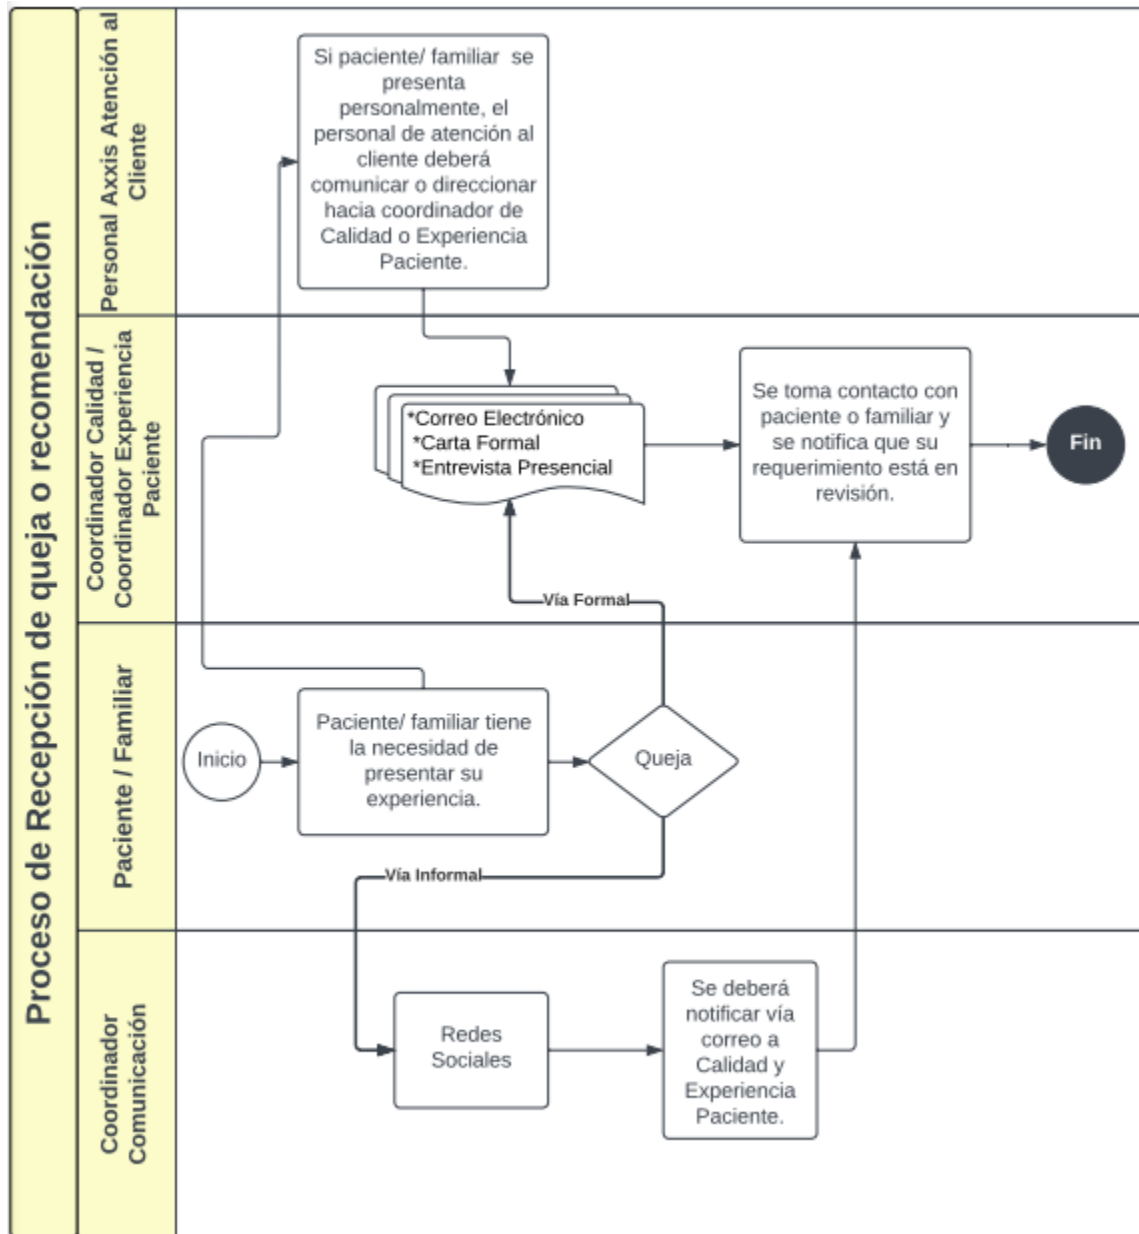 Proceso de Recepción de queja o recomendación
Personal Axxis Atención al
Cliente
Si paciente/ familiar se
presenta
personalmente, el
personal de atención al
cliente deberá
comunicar o direccionar
hacia coordinador de
Calidad o Experiencia
Paciente.
Coordinador Calidad /
Coordinador Experiencia
Paciente
*Correo Electrónico
*Carta Formal
*Entrevista Presencial
Se toma contacto con
paciente o familiar y
se notifica que su
requerimiento está en
revisión.
Fin
Vía Formal
Paciente / Familiar
Inicio
Paciente/ familiar tiene
la necesidad de
presentar su
experiencia.
Queja
Vía Informal
Coordinador
Comunicación
Redes
Sociales
Se deberá
notificar vía
correo a
Calidad y
Experiencia
Paciente.